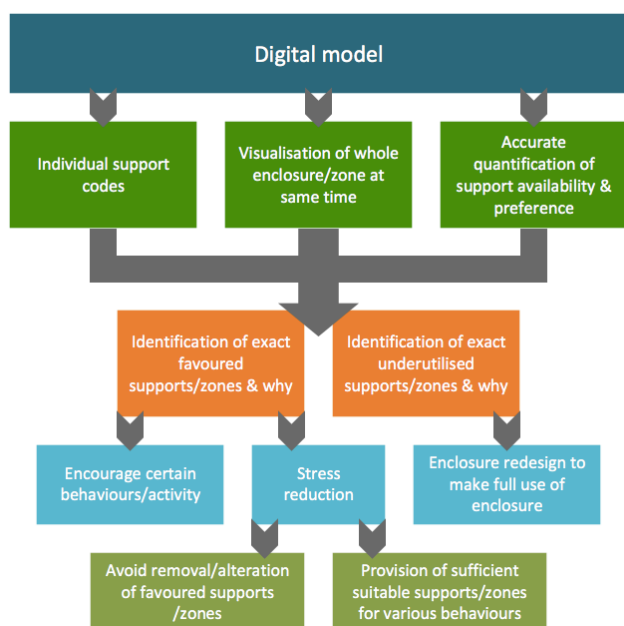 Digital model
Individual support
codes
Visualisation of whole
enclosure/zone at
same time
Accurate
quantification of
support availability &
preference
Identification of exact
favoured
supports/zones & why
Identification of exact
underutilised
supports/zones & why
Encourage certain
behaviours/activity
Stress
reduction
Enclosure redesign to
make full use of
enclosure
Avoid removal/alteration
of favoured supports
/zones
Provision of sufficient
suitable supports/zones
for various behaviours